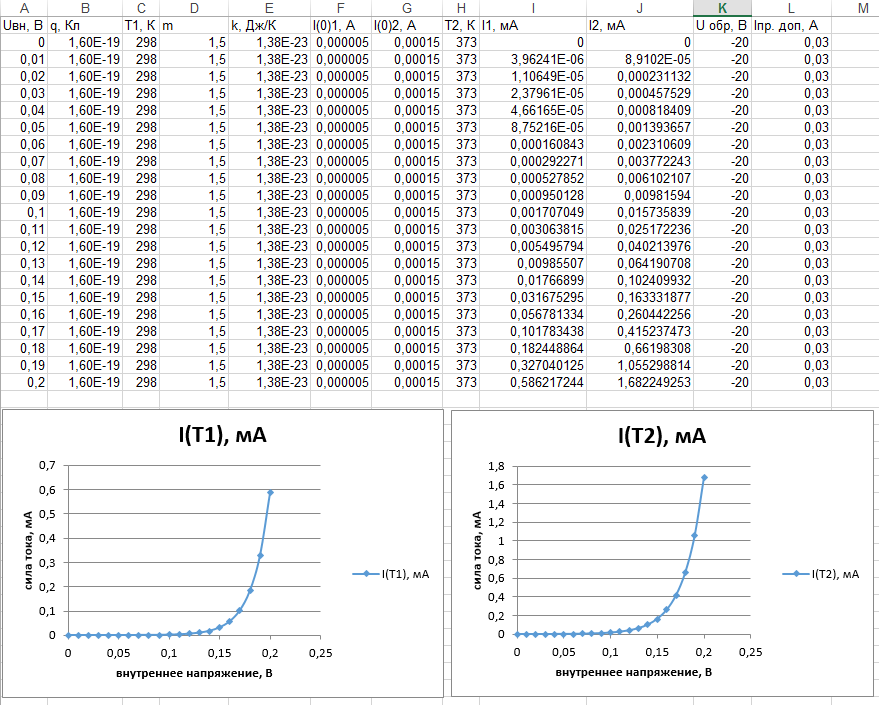 A B C D E F G H I J K L M
Uвн, В q, Кл T1, К m k, Дж/К I(0)1, А I(0)2, А T2, К I1, мА I2, мА U обр, В Iпр. доп, А
0 1,60E-19 298 1,5 1,38E-23 0,000005 0,00015 373 0 0 -20 0,03
0,01 1,60E-19 298 1,5 1,38E-23 0,000005 0,00015 373 3,96241E-06 8,9102E-05 -20 0,03
0,02 1,60E-19 298 1,5 1,38E-23 0,000005 0,00015 373 1,10649E-05 0,000231132 -20 0,03
0,03 1,60E-19 298 1,5 1,38E-23 0,000005 0,00015 373 2,37961E-05 0,000457529 -20 0,03
0,04 1,60E-19 298 1,5 1,38E-23 0,000005 0,00015 373 4,66165E-05 0,000818409 -20 0,03
0,05 1,60E-19 298 1,5 1,38E-23 0,000005 0,00015 373 8,75216E-05 0,001393657 -20 0,03
0,06 1,60E-19 298 1,5 1,38E-23 0,000005 0,00015 373 0,000160843 0,002310609 -20 0,03
0,07 1,60E-19 298 1,5 1,38E-23 0,000005 0,00015 373 0,000292271 0,003772243 -20 0,03
0,08 1,60E-19 298 1,5 1,38E-23 0,000005 0,00015 373 0,000527852 0,006102107 -20 0,03
0,09 1,60E-19 298 1,5 1,38E-23 0,000005 0,00015 373 0,000950128 0,00981594 -20 0,03
0,1 1,60E-19 298 1,5 1,38E-23 0,000005 0,00015 373 0,001707049 0,015735839 -20 0,03
0,11 1,60E-19 298 1,5 1,38E-23 0,000005 0,00015 373 0,003063815 0,025172236 -20 0,03
0,12 1,60E-19 298 1,5 1,38E-23 0,000005 0,00015 373 0,005495794 0,040213976 -20 0,03
0,13 1,60E-19 298 1,5 1,38E-23 0,000005 0,00015 373 0,00985507 0,064190708 -20 0,03
0,14 1,60E-19 298 1,5 1,38E-23 0,000005 0,00015 373 0,01766899 0,102409932 -20 0,03
0,15 1,60E-19 298 1,5 1,38E-23 0,000005 0,00015 373 0,031675295 0,163331877 -20 0,03
0,16 1,60E-19 298 1,5 1,38E-23 0,000005 0,00015 373 0,056781334 0,260442256 -20 0,03
0,17 1,60E-19 298 1,5 1,38E-23 0,000005 0,00015 373 0,101783438 0,415237473 -20 0,03
0,18 1,60E-19 298 1,5 1,38E-23 0,000005 0,00015 373 0,182448864 0,66198308 -20 0,03
0,19 1,60E-19 298 1,5 1,38E-23 0,000005 0,00015 373 0,327040125 1,055298814 -20 0,03
0,2 1,60E-19 298 1,5 1,38E-23 0,000005 0,00015 373 0,586217244 1,682249253 -20 0,03
I(T1), мА
сила тока, мА
0,7
0,6
0,5
0,4
0,3
0,2
0,1
0
0 0,05 0,1 0,15 0,2 0,25
внутреннее напряжение, В
I(T1), мА
I(T2), мА
сила тока, мА
1,8
1,6
1,4
1,2
1
0,8
0,6
0,4
0,2
0
0 0,05 0,1 0,15 0,2 0,25
внутреннее напряжение, В
I(T2), мА